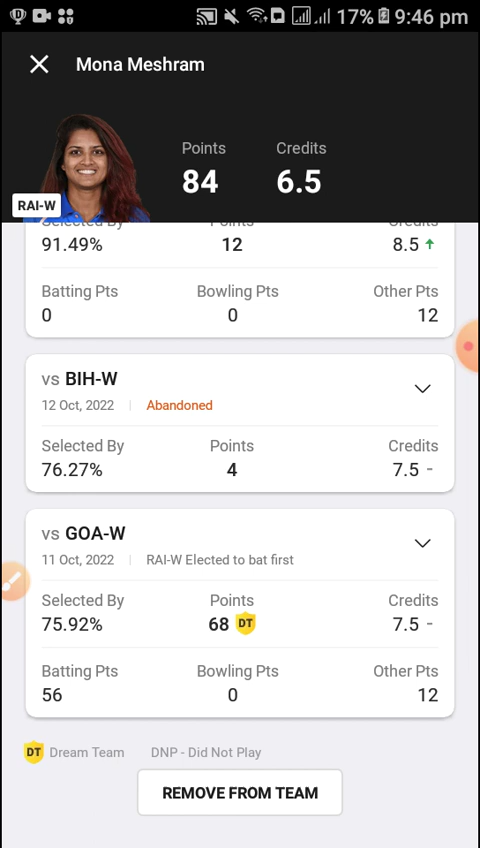 17% 9:46 pm
Mona Meshram
Points Credits
84 6.5
RAI-W
Selected By Points Credits
91.49% 12 8.5
Batting Pts Bowling Pts Other Pts
0 0 12
vs BIH-W
12 Oct, 2022 | Abandoned
Selected By Points Credits
76.27% 4 7.5 -
vs GOA-W
11 Oct, 2022 | RAI-W Elected to bat first
Selected By Points Credits
75.92% 68 DT 7.5 -
Batting Pts Bowling Pts Other Pts
56 0 12
DT Dream Team DNP - Did Not Play
REMOVE FROM TEAM